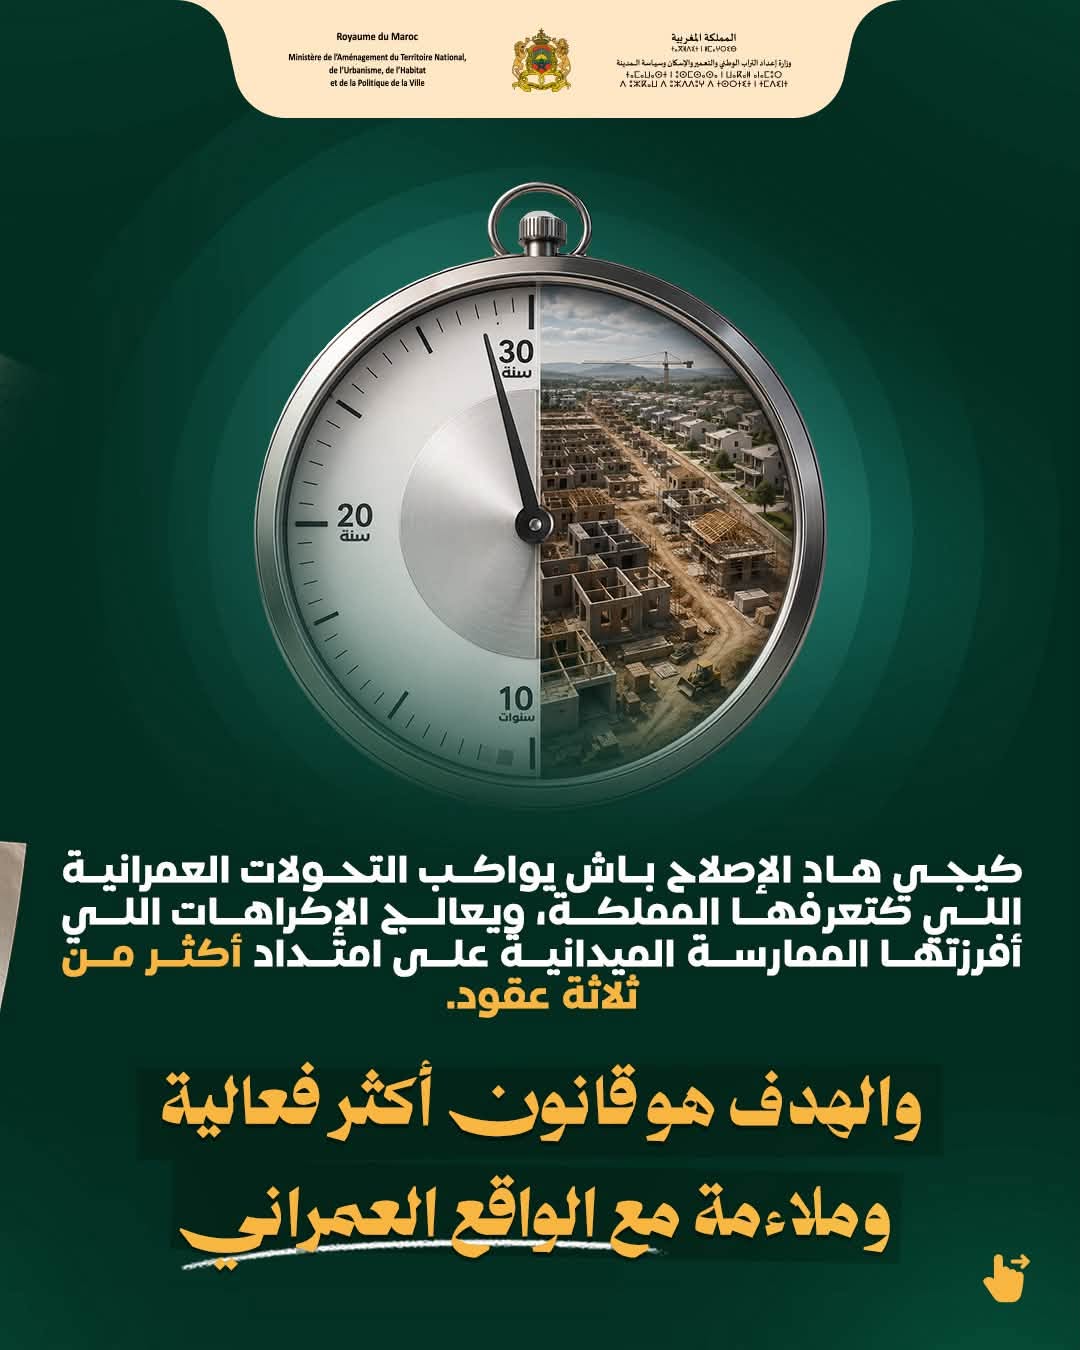 Royaume du Maroc
Ministère de l'Aménagement du Territoire National,
de l'Urbanisme, de l'Habitat
et de la Politique de la Ville
المملكة المغربية
ⵜⴰⴳⵍⴷⵉⵜ ⵏ ⵍⵎⵖⵔⵉⴱ
وزارة إعداد التراب الوطني والتعمير والإسكان وسياسة المدينة
30
سنة
20
سنة
10
سنوات
كيجي هاد الإصلاح باش يواكب التحولات العمرانية
اللي كتعرفها المملكة، ويعالج الإكراهات اللي
أفرزتها الممارسة الميدانية على امتداد أكثر من
ثلاثة عقود.
والهدف هو قانون أكثر فعالية
وملاءمة مع الواقع العمراني